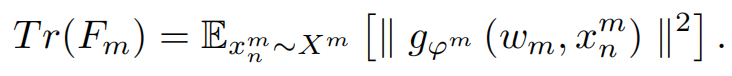 $Tr(F_m) = \mathbb{E}_{x_n^m \sim X^m} \left[ \| g_{\varphi^m} (w_m, x_n^m) \|^2 \right].$